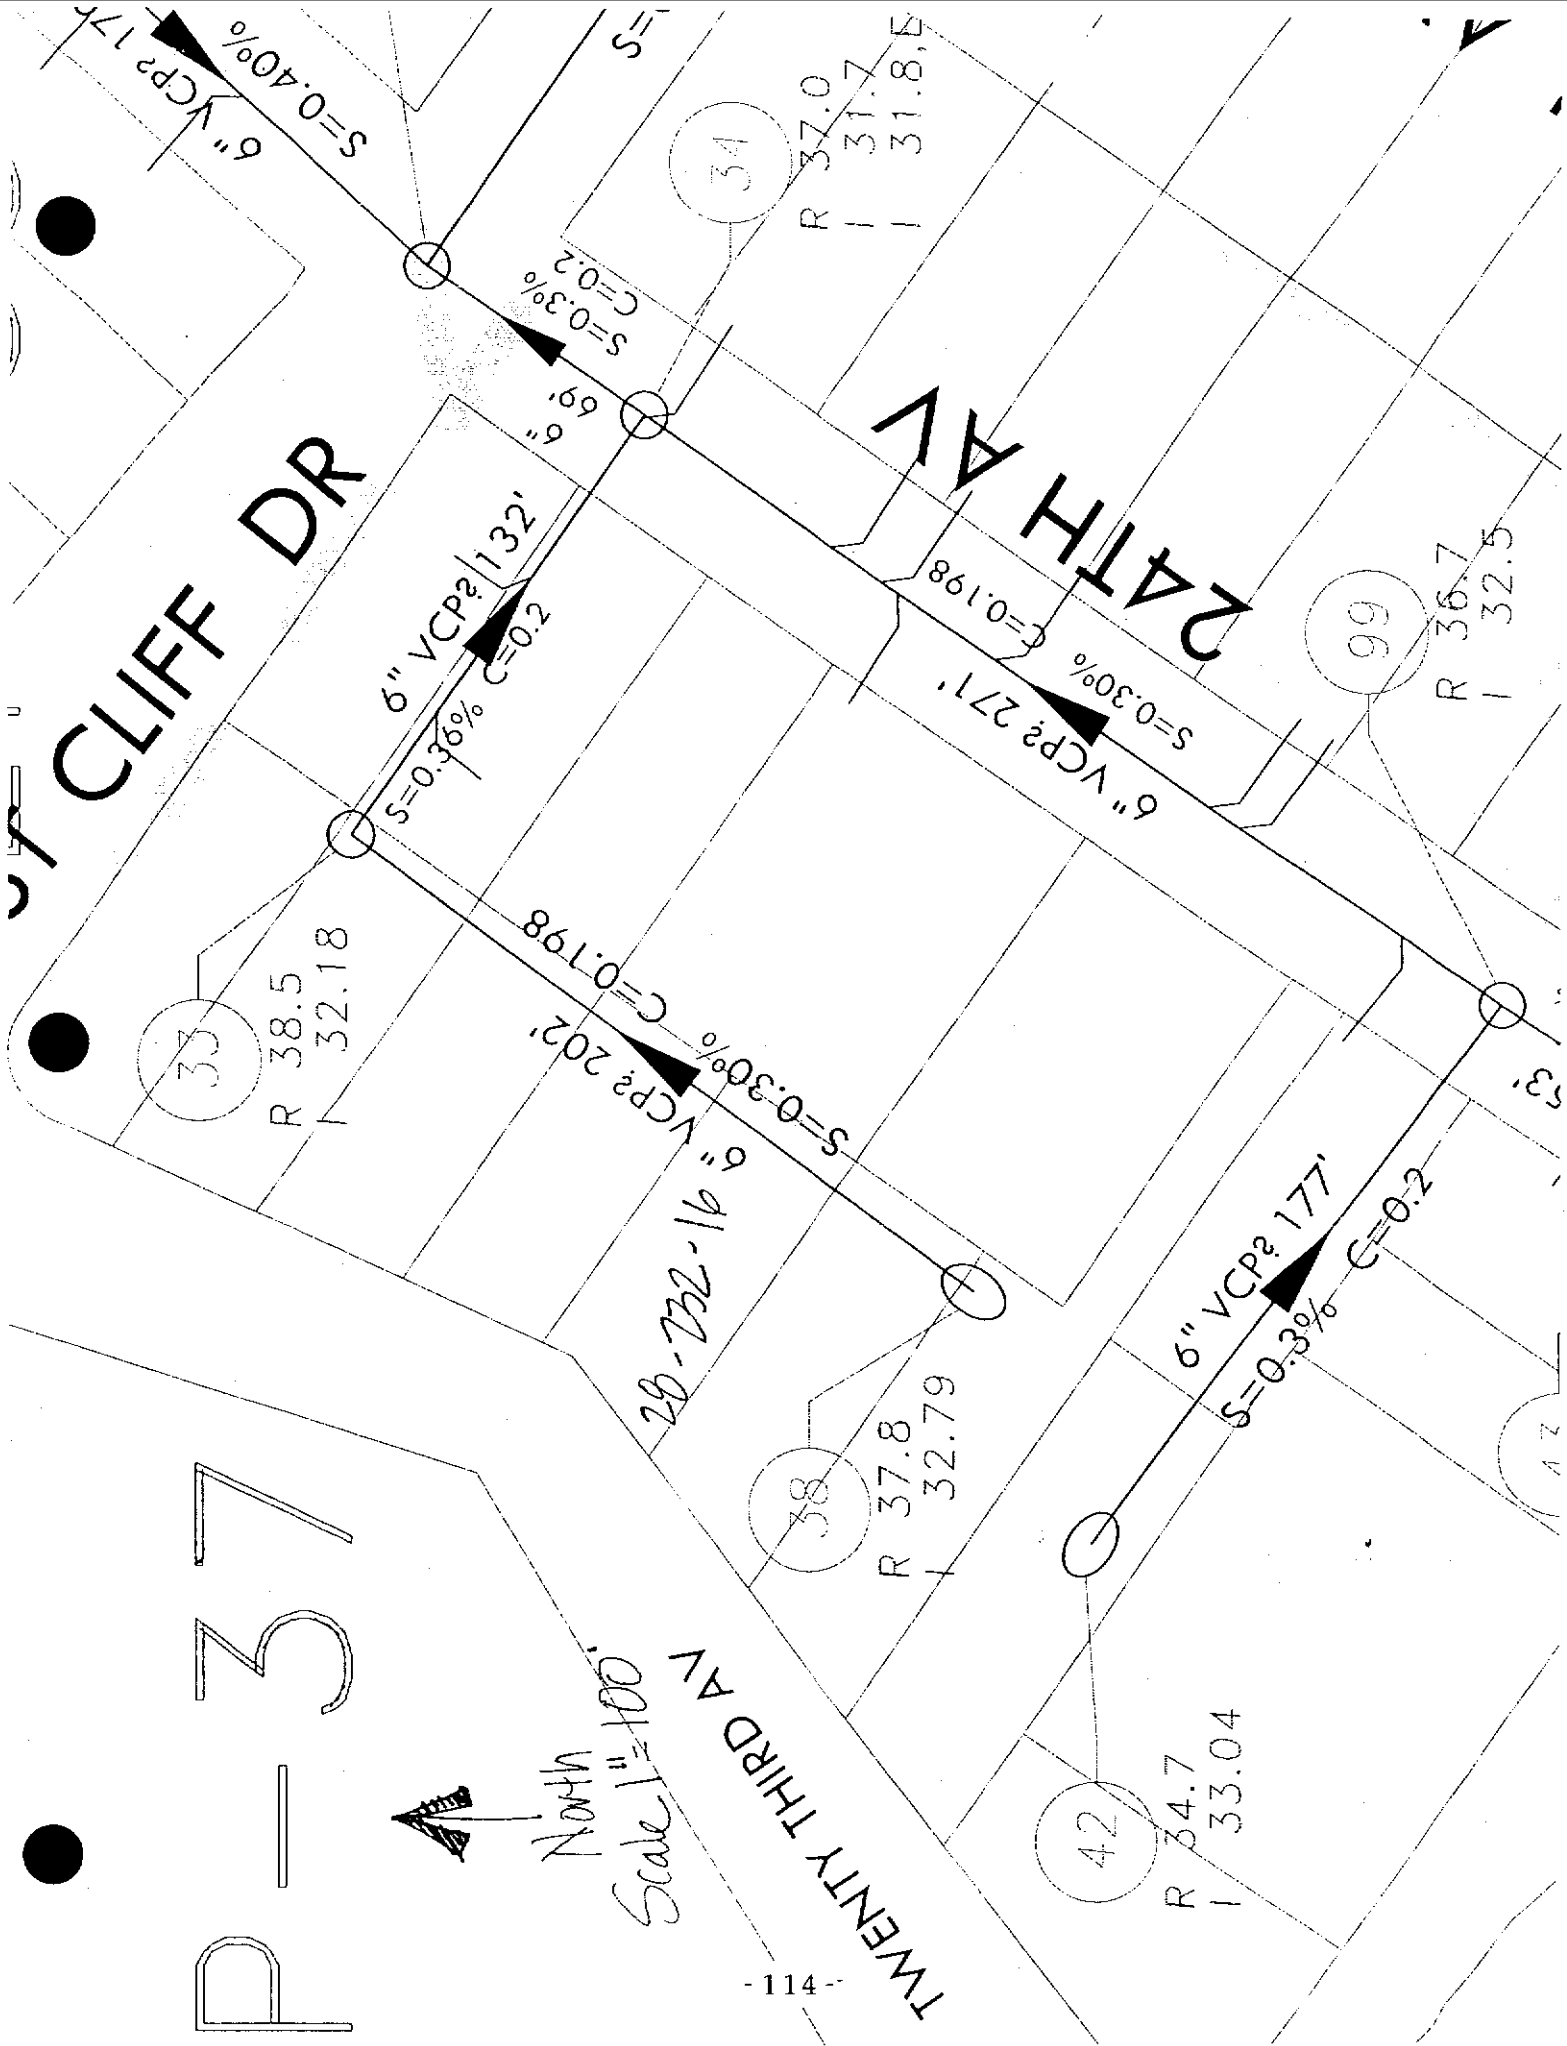 6" VCP? 176
S=0.40%
34
R 37.0
I 31.7
I 31.8,E
S=0.3%
C=0.2
6" 69'
CLIFF DR
6" VCP? 132'
S=0.36% C=0.2
24TH AV
C=0.198
S=0.30%
6" VCP? 271'
99
R 36.7
I 32.5
33
R 38.5
I 32.18
C=0.198
S=0.30%
6" VCP? 202'
28-232-16
38
R 37.8
I 32.79
6" VCP? 177'
S=0.3% C=0.2
53'
P-37
North
Scale 1"=100'
TWENTY THIRD AV
42
R 34.7
I 33.04
-114-